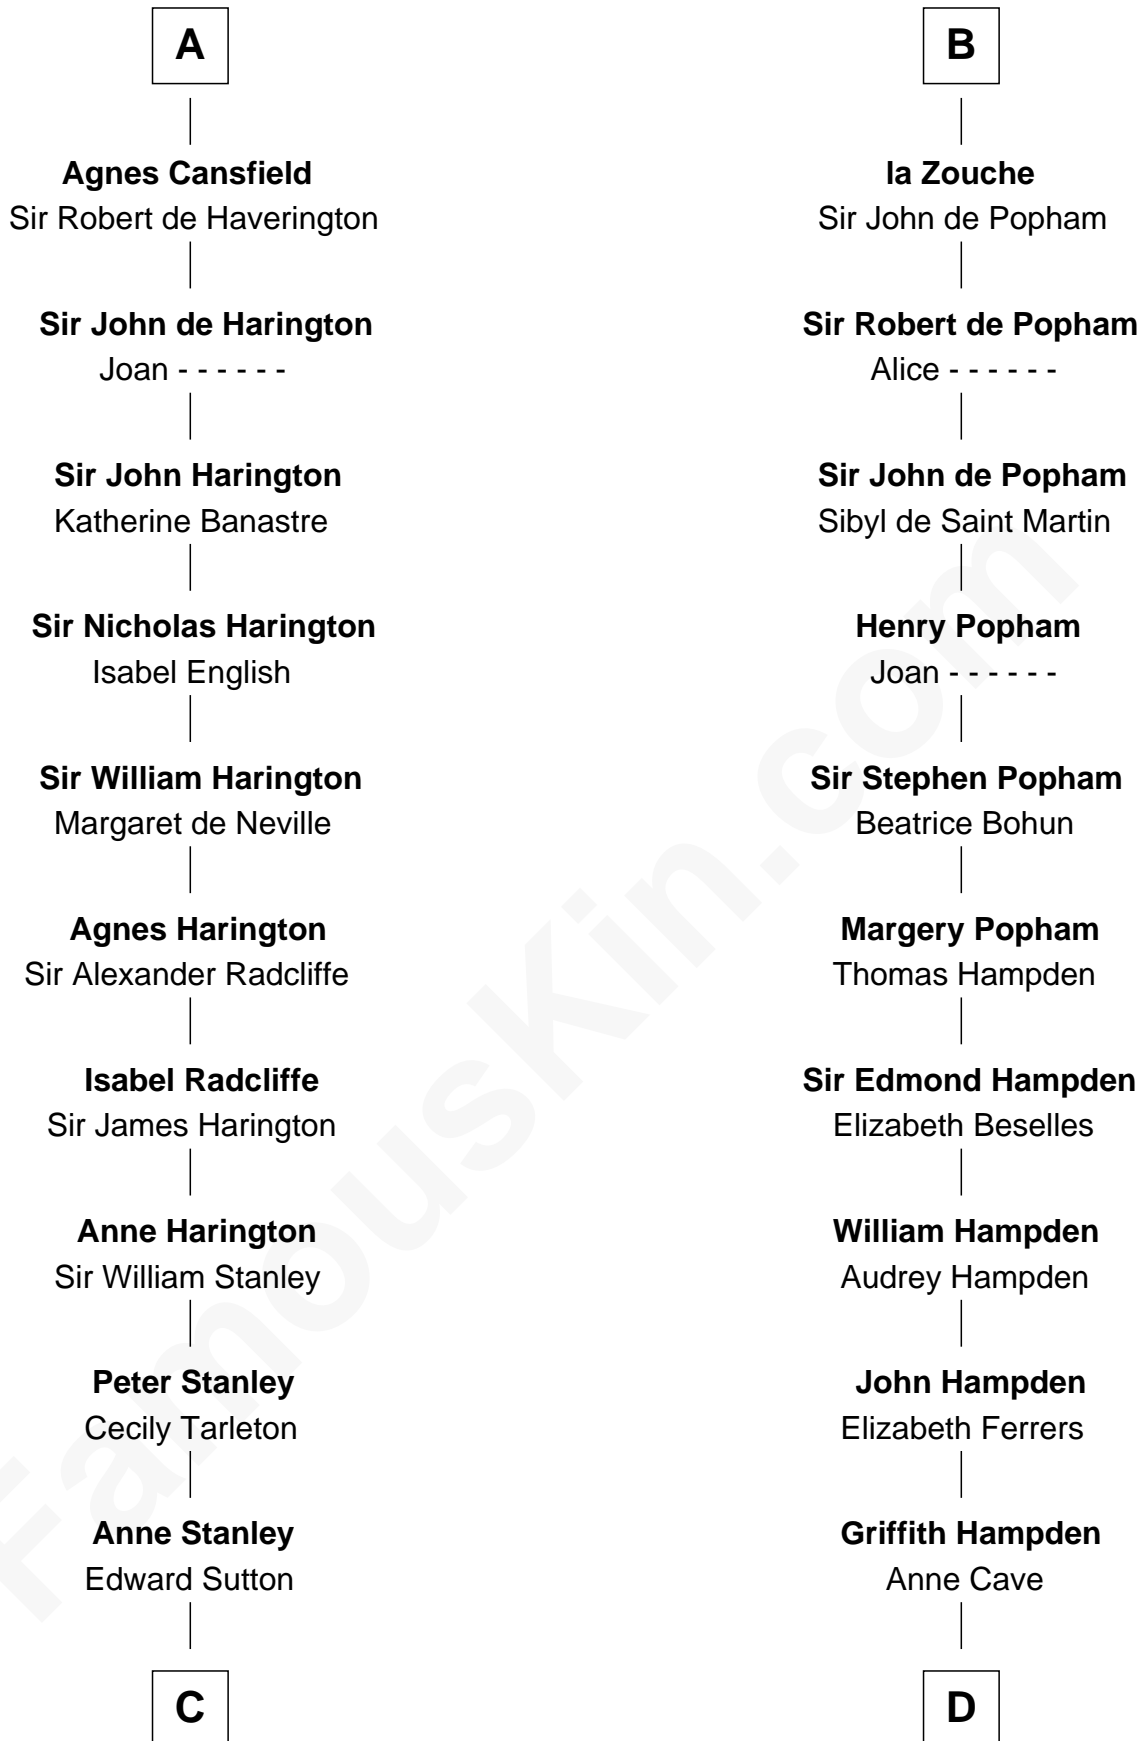 A
Agnes Cansfield
Sir Robert de Haverington
Sir John de Harington
Joan - - - - - -
Sir John Harington
Katherine Banastre
Sir Nicholas Harington
Isabel English
Sir William Harington
Margaret de Neville
Agnes Harington
Sir Alexander Radcliffe
Isabel Radcliffe
Sir James Harington
Anne Harington
Sir William Stanley
Peter Stanley
Cecily Tarleton
Anne Stanley
Edward Sutton
C
B
la Zouche
Sir John de Popham
Sir Robert de Popham
Alice - - - - - -
Sir John de Popham
Sibyl de Saint Martin
Henry Popham
Joan - - - - - -
Sir Stephen Popham
Beatrice Bohun
Margery Popham
Thomas Hampden
Sir Edmond Hampden
Elizabeth Beselles
William Hampden
Audrey Hampden
John Hampden
Elizabeth Ferrers
Griffith Hampden
Anne Cave
D
FamousKin.com